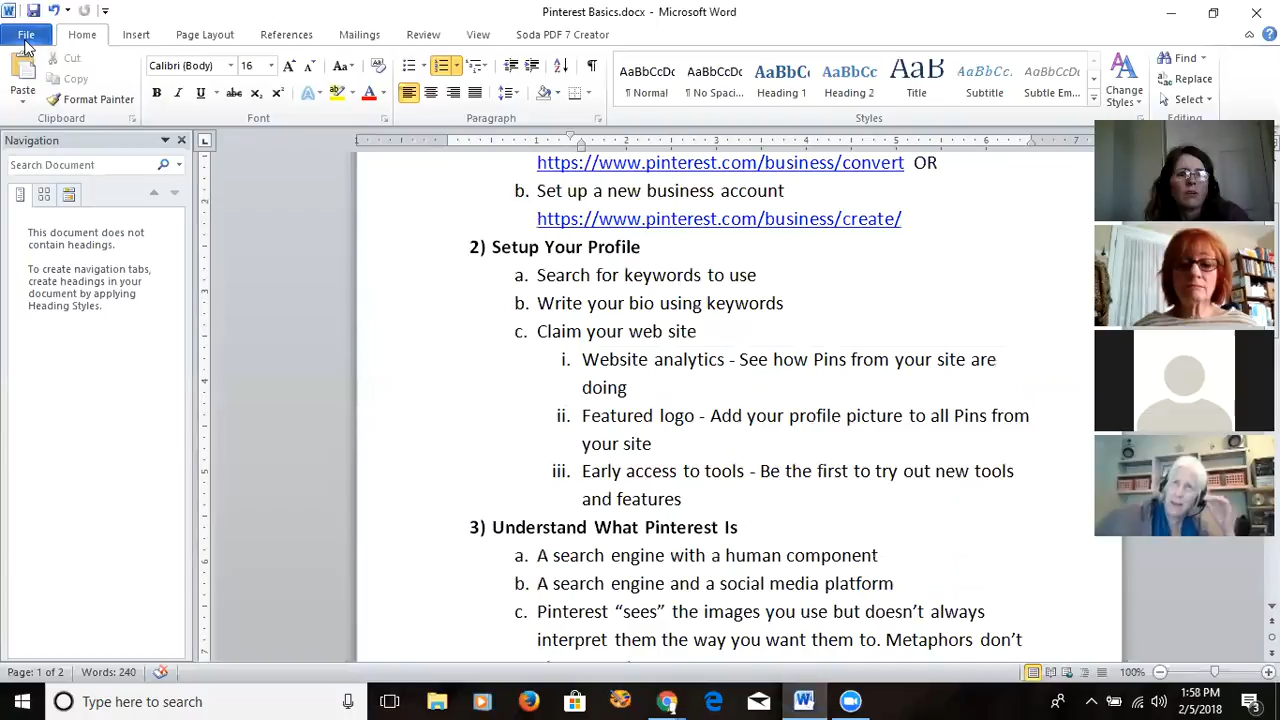 Pinterest Basics.docx - Microsoft Word
File Home Insert Page Layout References Mailings Review View Soda PDF 7 Creator
Paste
Cut
Copy
Format Painter
Clipboard
Calibri (Body) 16
Font
Paragraph
AaBbCcDc AaBbCcDc AaBbC AaBbCc AaB AaBbCcI AaBbCcDt
¶ Normal ¶ No Spaci... Heading 1 Heading 2 Title Subtitle Subtle Em...
Styles
Change Styles
Find
Replace
Select
Editing
Navigation
Search Document
This document does not
contain headings.
To create navigation tabs,
create headings in your
document by applying
Heading Styles.
https://www.pinterest.com/business/convert OR
b. Set up a new business account
https://www.pinterest.com/business/create/
2) Setup Your Profile
a. Search for keywords to use
b. Write your bio using keywords
c. Claim your web site
i. Website analytics - See how Pins from your site are
doing
ii. Featured logo - Add your profile picture to all Pins from
your site
iii. Early access to tools - Be the first to try out new tools
and features
3) Understand What Pinterest Is
a. A search engine with a human component
b. A search engine and a social media platform
c. Pinterest “sees” the images you use but doesn’t always
interpret them the way you want them to. Metaphors don’t
Page: 1 of 2 Words: 240
100%
Type here to search
1:58 PM
2/5/2018